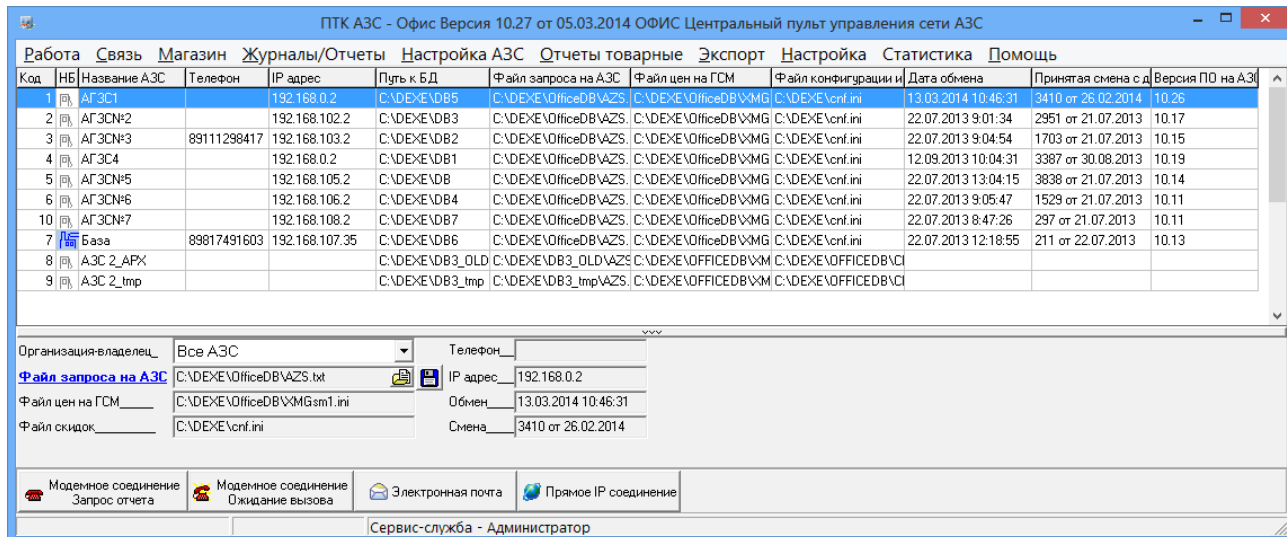 ПТК АЗС - Офис Версия 10.27 от 05.03.2014 ОФИС Центральный пульт управления сети АЗС
Работа Связь Магазин Журналы/Отчеты Настройка АЗС Отчеты товарные Экспорт Настройка Статистика Помощь
Код НБ Название АЗС Телефон IP адрес Путь к БД Файл запроса на АЗС Файл цен на ГСМ Файл конфигурации и Дата обмена Принятая смена с д Версия ПО на АЗС
1 АГЗС1 192.168.0.2 C:\DEXE\DB5 C:\DEXE\OfficeDB\AZS. C:\DEXE\OfficeDB\XMG C:\DEXE\cnf.ini 13.03.2014 10:46:31 3410 от 26.02.2014 10.26
2 АГЗСN²2 192.168.102.2 C:\DEXE\DB3 C:\DEXE\OfficeDB\AZS. C:\DEXE\OfficeDB\XMG C:\DEXE\cnf.ini 22.07.2013 9:01:34 2951 от 21.07.2013 10.17
3 АГЗСN²3 89111298417 192.168.103.2 C:\DEXE\DB2 C:\DEXE\OfficeDB\AZS. C:\DEXE\OfficeDB\XMG C:\DEXE\cnf.ini 22.07.2013 9:04:54 1703 от 21.07.2013 10.15
4 АГЗС4 192.168.0.2 C:\DEXE\DB1 C:\DEXE\OfficeDB\AZS. C:\DEXE\OfficeDB\XMG C:\DEXE\cnf.ini 12.09.2013 10:04:31 3387 от 30.08.2013 10.19
5 АГЗСN²5 192.168.105.2 C:\DEXE\DB C:\DEXE\OfficeDB\AZS. C:\DEXE\OfficeDB\XMG C:\DEXE\cnf.ini 22.07.2013 13:04:15 3838 от 21.07.2013 10.14
6 АГЗСN²6 192.168.106.2 C:\DEXE\DB4 C:\DEXE\OfficeDB\AZS. C:\DEXE\OfficeDB\XMG C:\DEXE\cnf.ini 22.07.2013 9:05:47 1529 от 21.07.2013 10.11
10 АГЗСN²7 192.168.108.2 C:\DEXE\DB7 C:\DEXE\OfficeDB\AZS. C:\DEXE\OfficeDB\XMG C:\DEXE\cnf.ini 22.07.2013 8:47:26 297 от 21.07.2013 10.11
7 База 89817491603 192.168.107.35 C:\DEXE\DB6 C:\DEXE\OfficeDB\AZS. C:\DEXE\OfficeDB\XMG C:\DEXE\cnf.ini 22.07.2013 12:18:55 211 от 22.07.2013 10.13
8 АЗС 2_АРХ C:\DEXE\DB3_OLD C:\DEXE\DB3_OLD\AZS C:\DEXE\OFFICEDB\XM C:\DEXE\OFFICEDB\CI
9 АЗС 2_tmp C:\DEXE\DB3_tmp C:\DEXE\DB3_tmp\AZS. C:\DEXE\OFFICEDB\XM C:\DEXE\OFFICEDB\CI
Организация-владелец_ Все АЗС Телефон__
Файл запроса на АЗС C:\DEXE\OfficeDB\AZS.txt IP адрес__ 192.168.0.2
Файл цен на ГСМ_____ C:\DEXE\OfficeDB\XMGsm1.ini Обмен____ 13.03.2014 10:46:31
Файл скидок_________ C:\DEXE\cnf.ini Смена____ 3410 от 26.02.2014
Модемное соединение Запрос отчета
Модемное соединение Ожидание вызова
Электронная почта
Прямое IP соединение
Сервис-служба - Администратор